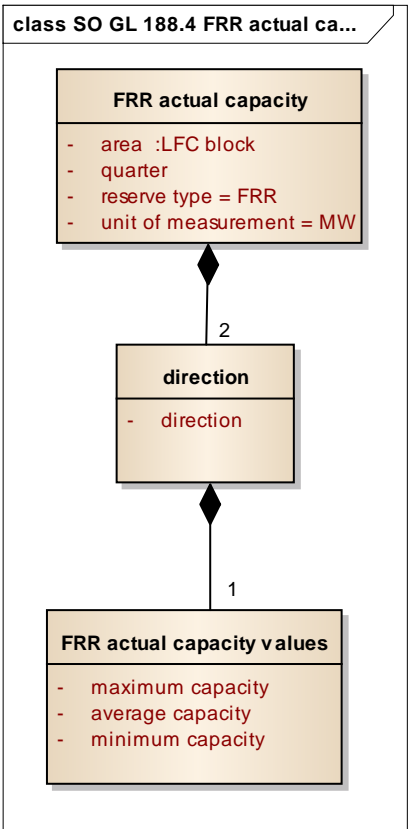 class SO GL 188.4 FRR actual ca...
FRR actual capacity
- area :LFC block
- quarter
- reserve type = FRR
- unit of measurement = MW
2
direction
- direction
1
FRR actual capacity values
- maximum capacity
- average capacity
- minimum capacity